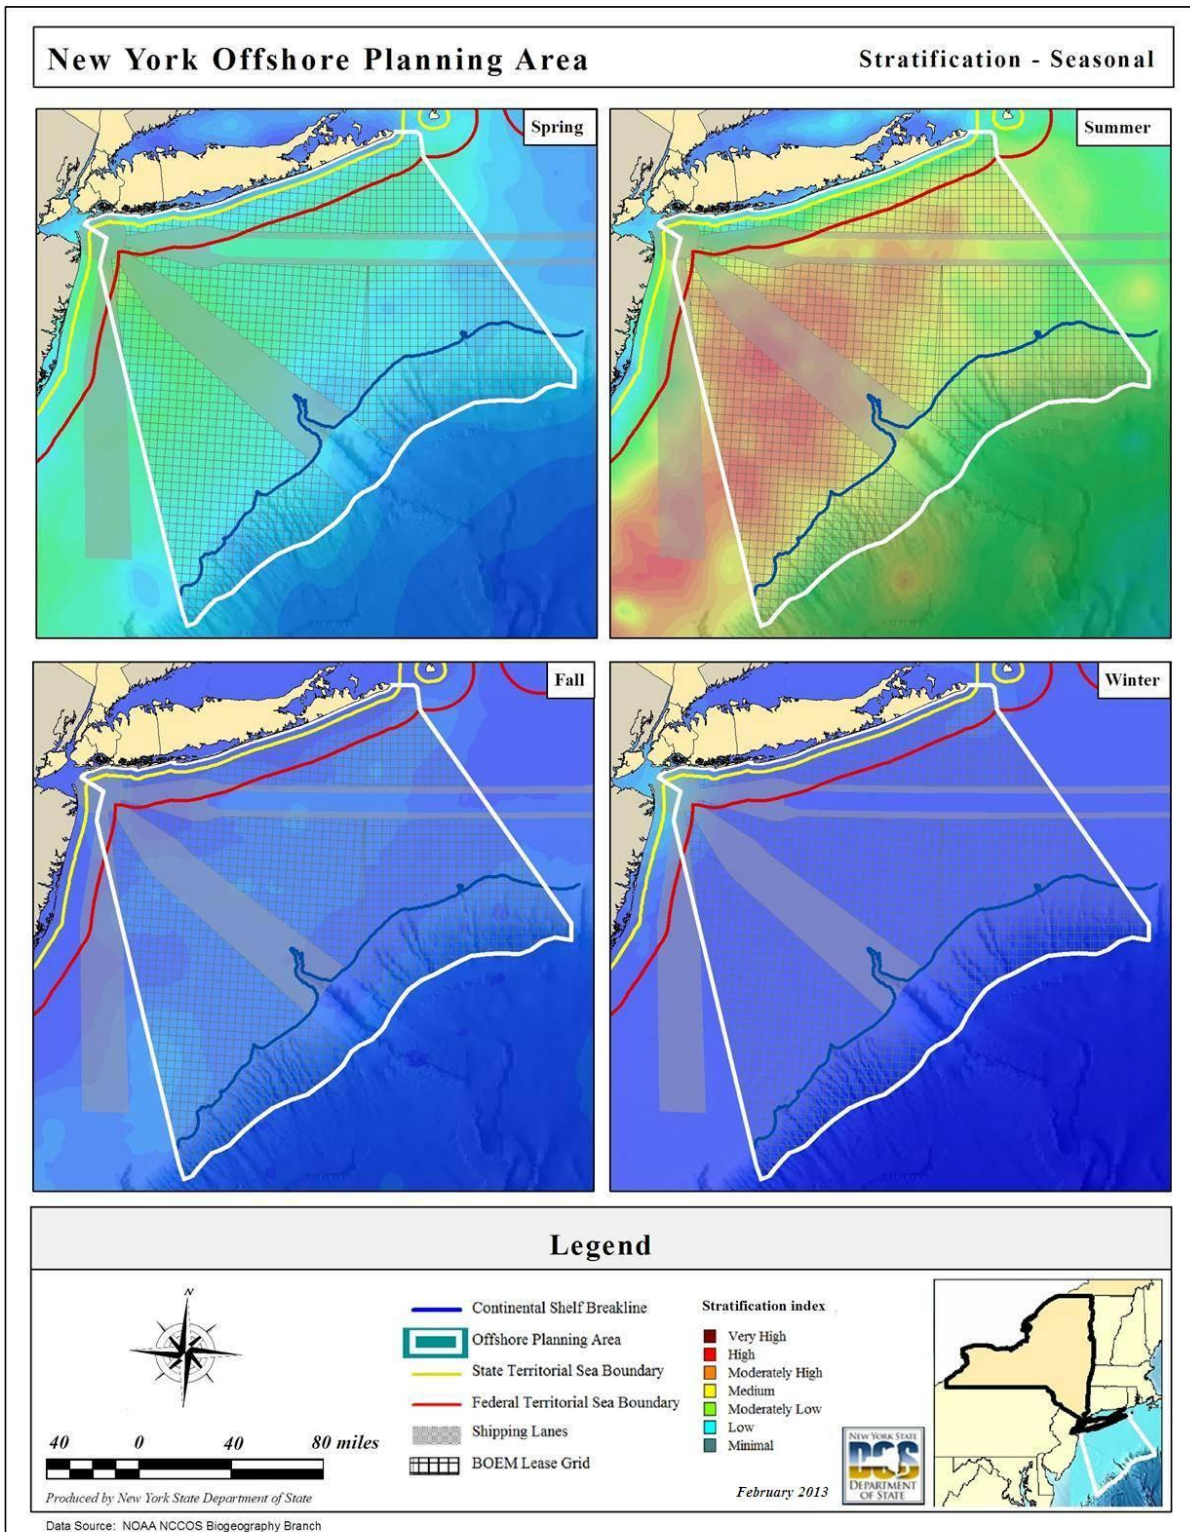 New York Offshore Planning Area
Stratification - Seasonal
Spring
Summer
Fall
Winter
Legend
N
40 0 40 80 miles
Produced by New York State Department of State
Continental Shelf Breakline
Offshore Planning Area
State Territorial Sea Boundary
Federal Territorial Sea Boundary
Shipping Lanes
BOEM Lease Grid
Stratification index
Very High
High
Moderately High
Medium
Moderately Low
Low
Minimal
February 2013
NEW YORK STATE
DOS
DEPARTMENT
OF STATE
Data Source: NOAA NCCOS Biogeography Branch